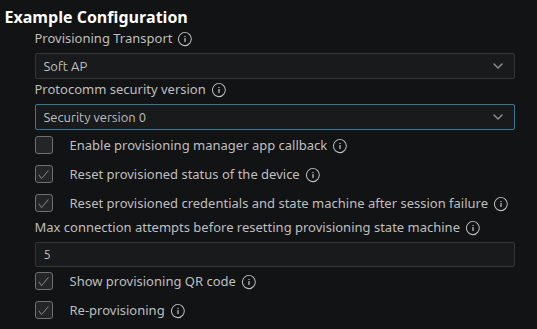 Example Configuration
Provisioning Transport
Soft AP
Protocomm security version
Security version 0
Enable provisioning manager app callback
Reset provisioned status of the device
Reset provisioned credentials and state machine after session failure
Max connection attempts before resetting provisioning state machine
5
Show provisioning QR code
Re-provisioning